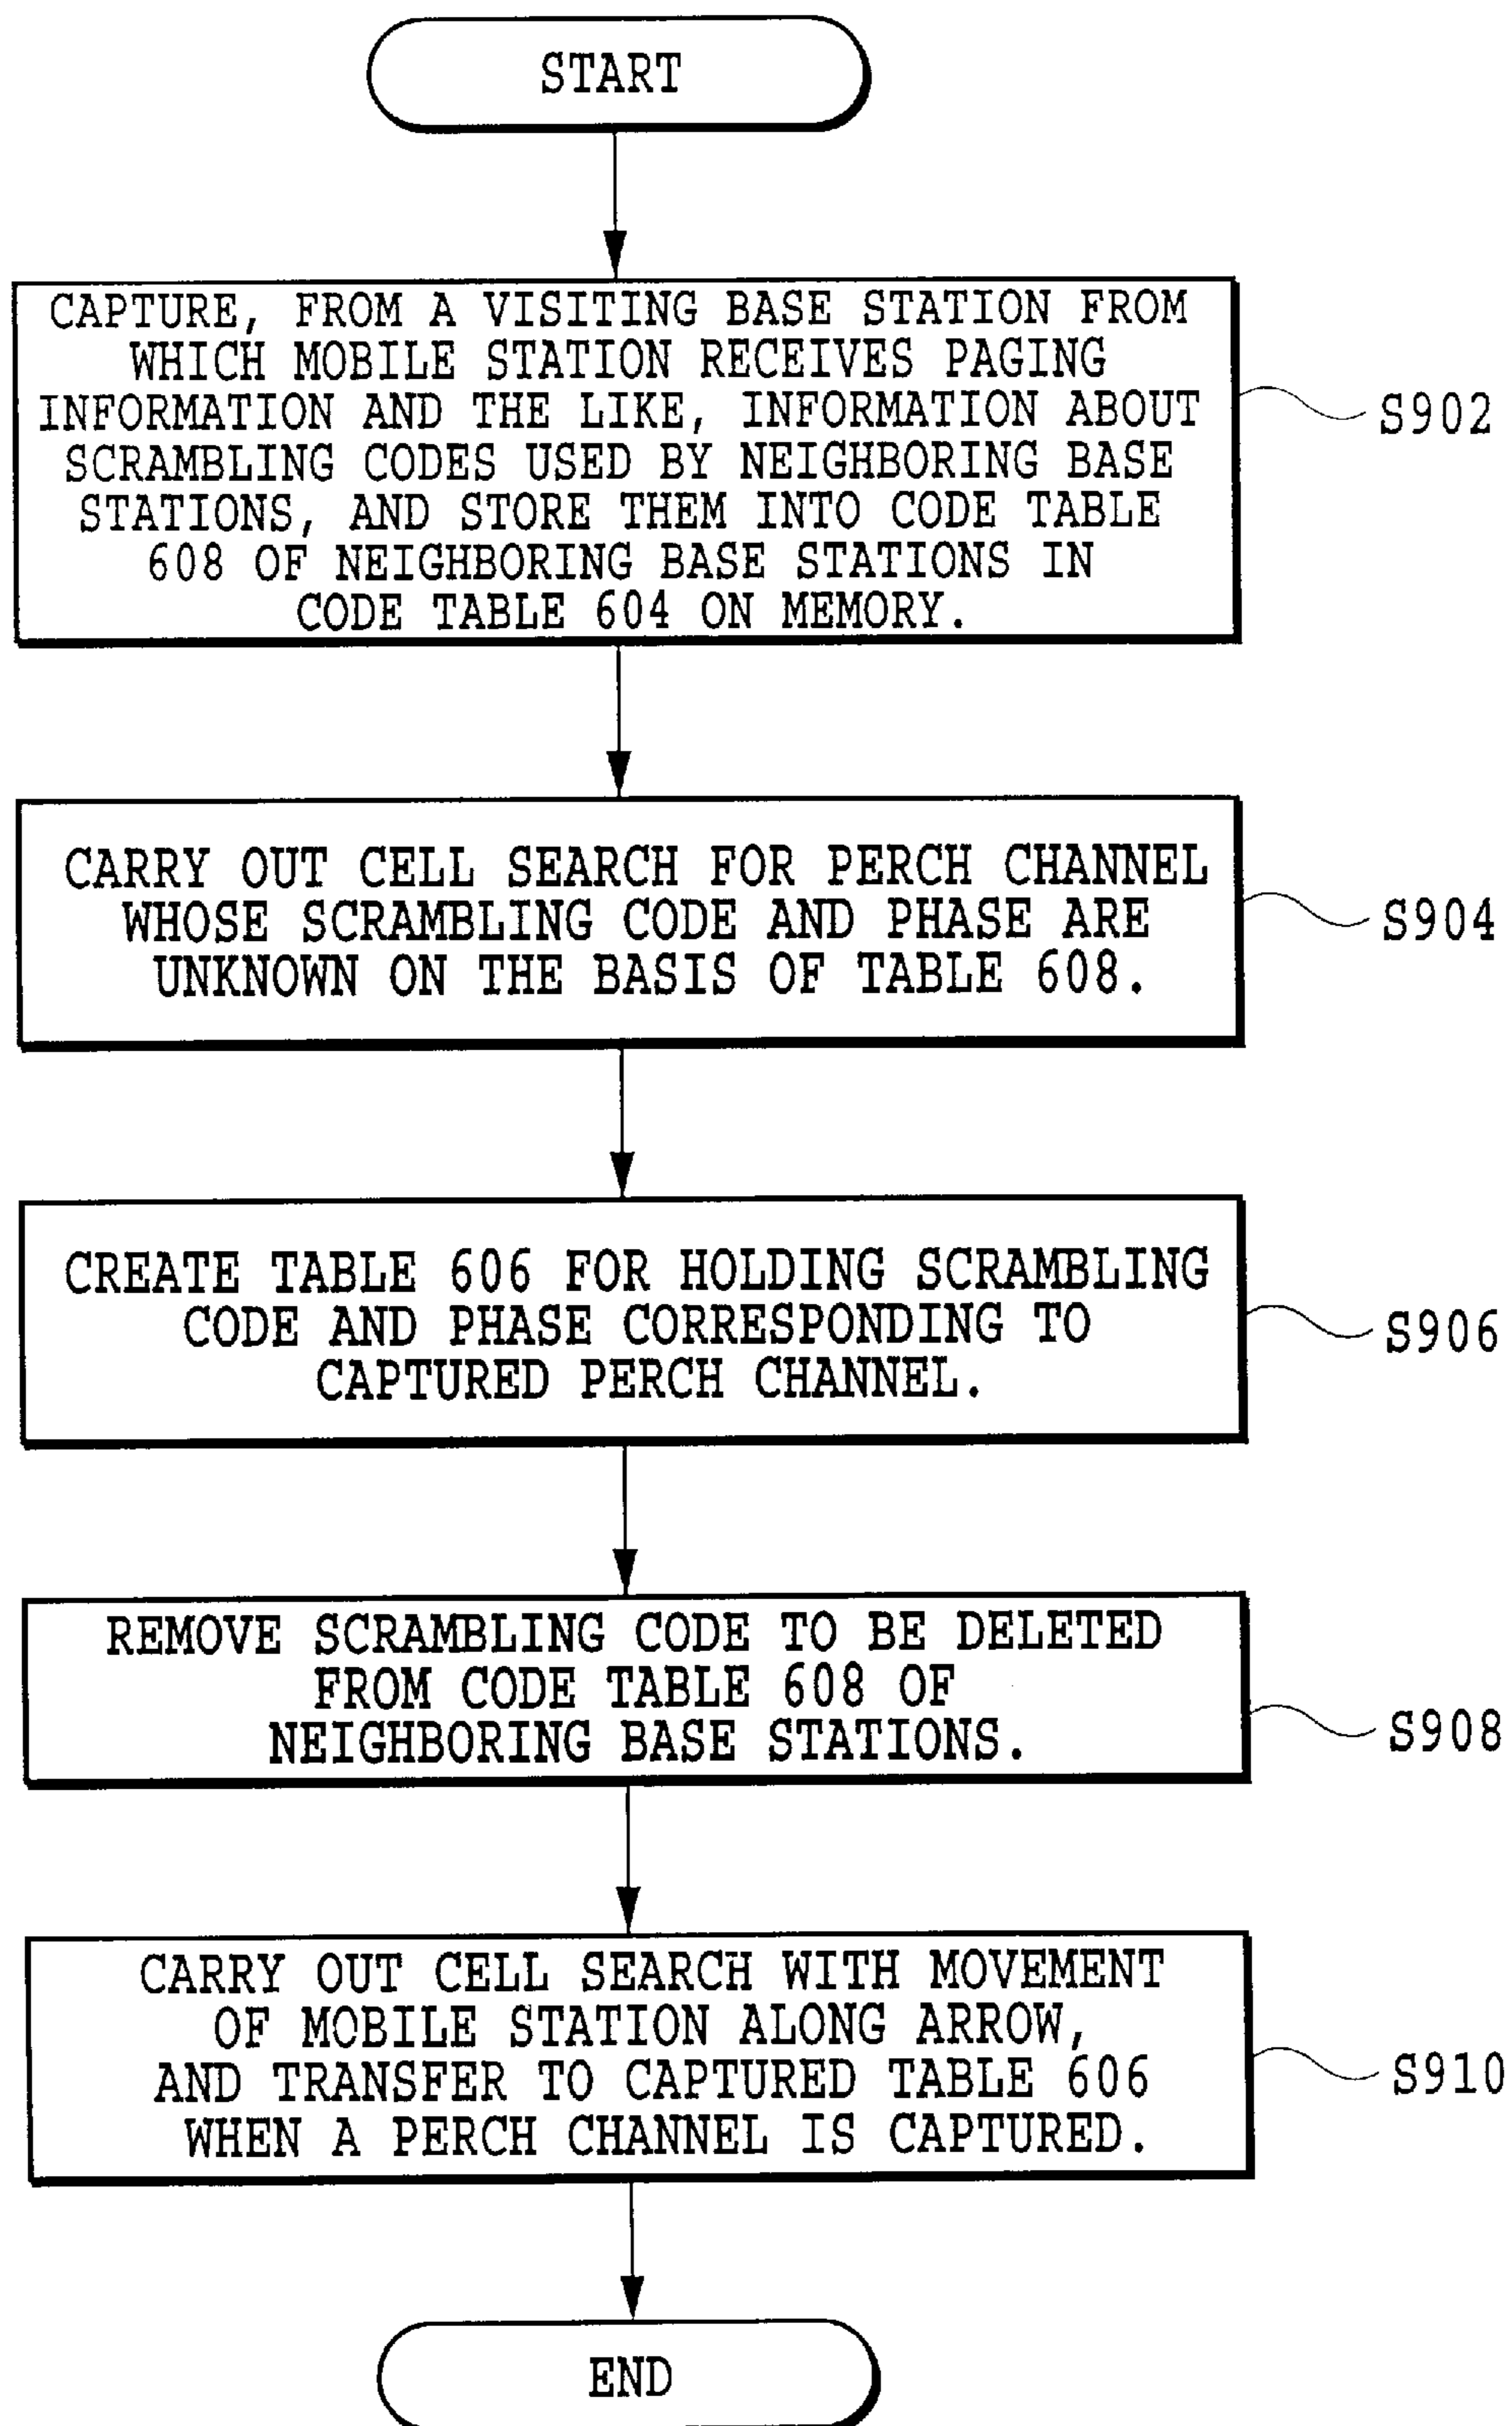 START
CAPTURE, FROM A VISITING BASE STATION FROM
WHICH MOBILE STATION RECEIVES PAGING
INFORMATION AND THE LIKE, INFORMATION ABOUT
SCRAMBLING CODES USED BY NEIGHBORING BASE
STATIONS, AND STORE THEM INTO CODE TABLE
608 OF NEIGHBORING BASE STATIONS IN
CODE TABLE 604 ON MEMORY.
S902
CARRY OUT CELL SEARCH FOR PERCH CHANNEL
WHOSE SCRAMBLING CODE AND PHASE ARE
UNKNOWN ON THE BASIS OF TABLE 608.
S904
CREATE TABLE 606 FOR HOLDING SCRAMBLING
CODE AND PHASE CORRESPONDING TO
CAPTURED PERCH CHANNEL.
S906
REMOVE SCRAMBLING CODE TO BE DELETED
FROM CODE TABLE 608 OF
NEIGHBORING BASE STATIONS.
S908
CARRY OUT CELL SEARCH WITH MOVEMENT
OF MOBILE STATION ALONG ARROW,
AND TRANSFER TO CAPTURED TABLE 606
WHEN A PERCH CHANNEL IS CAPTURED.
S910
END